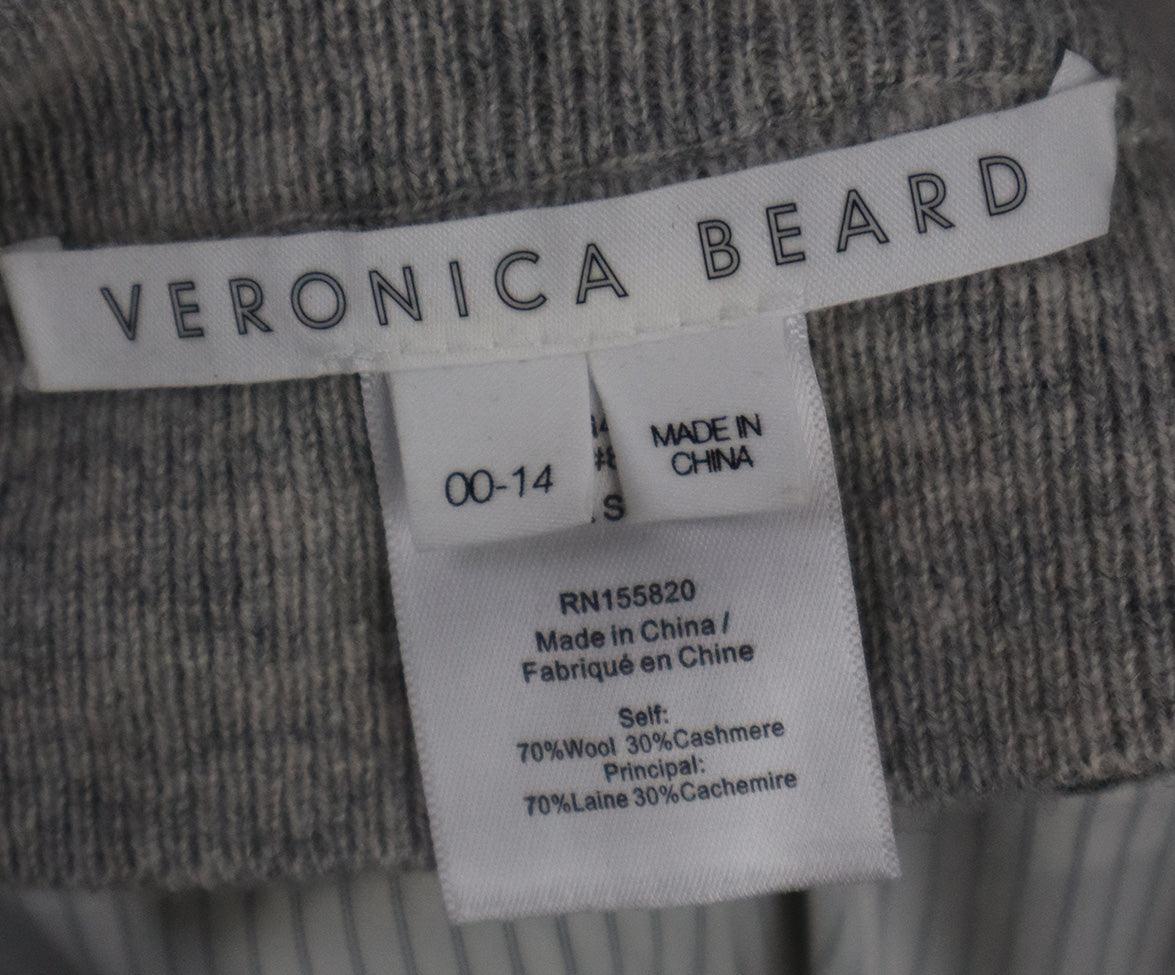 VERONICA BEARD
00-14
MADE IN
CHINA
S
RN155820
Made in China /
Fabriqué en Chine
Self:
70%Wool 30%Cashmere
Principal:
70%Laine 30%Cachemire